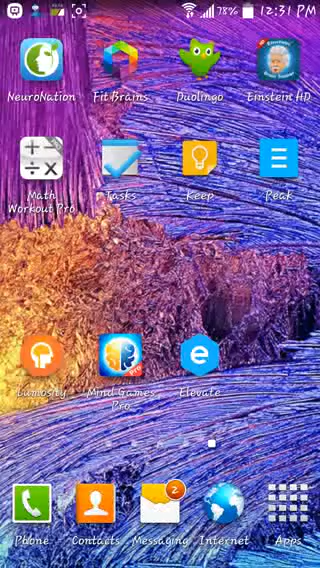 78% 12:31 PM
NeuroNation Fit Brains Duolingo Einstein HD
Math Tasks Keep Peak
Workout Pro
Lumosity Mind Games Elevate
Pro
2
Phone Contacts Messaging Internet Apps